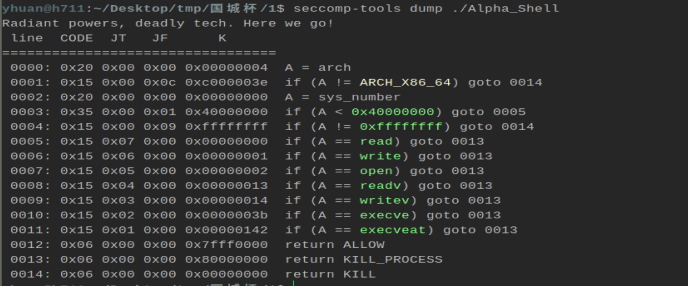 yhuan@h711:~/Desktop/tmp/国城杯/1$ seccomp-tools dump ./Alpha_Shell
Radiant powers, deadly tech. Here we go!
 line  CODE  JT   JF      K
=================================
 0000: 0x20 0x00 0x00 0x00000004  A = arch
 0001: 0x15 0x00 0x0c 0xc000003e  if (A != ARCH_X86_64) goto 0014
 0002: 0x20 0x00 0x00 0x00000000  A = sys_number
 0003: 0x35 0x00 0x01 0x40000000  if (A < 0x40000000) goto 0005
 0004: 0x15 0x00 0x09 0xffffffff  if (A != 0xffffffff) goto 0014
 0005: 0x15 0x07 0x00 0x00000000  if (A == read) goto 0013
 0006: 0x15 0x06 0x00 0x00000001  if (A == write) goto 0013
 0007: 0x15 0x05 0x00 0x00000002  if (A == open) goto 0013
 0008: 0x15 0x04 0x00 0x00000013  if (A == readv) goto 0013
 0009: 0x15 0x03 0x00 0x00000014  if (A == writev) goto 0013
 0010: 0x15 0x02 0x00 0x0000003b  if (A == execve) goto 0013
 0011: 0x15 0x01 0x00 0x00000142  if (A == execveat) goto 0013
 0012: 0x06 0x00 0x00 0x7fff0000  return ALLOW
 0013: 0x06 0x00 0x00 0x80000000  return KILL_PROCESS
 0014: 0x06 0x00 0x00 0x00000000  return KILL